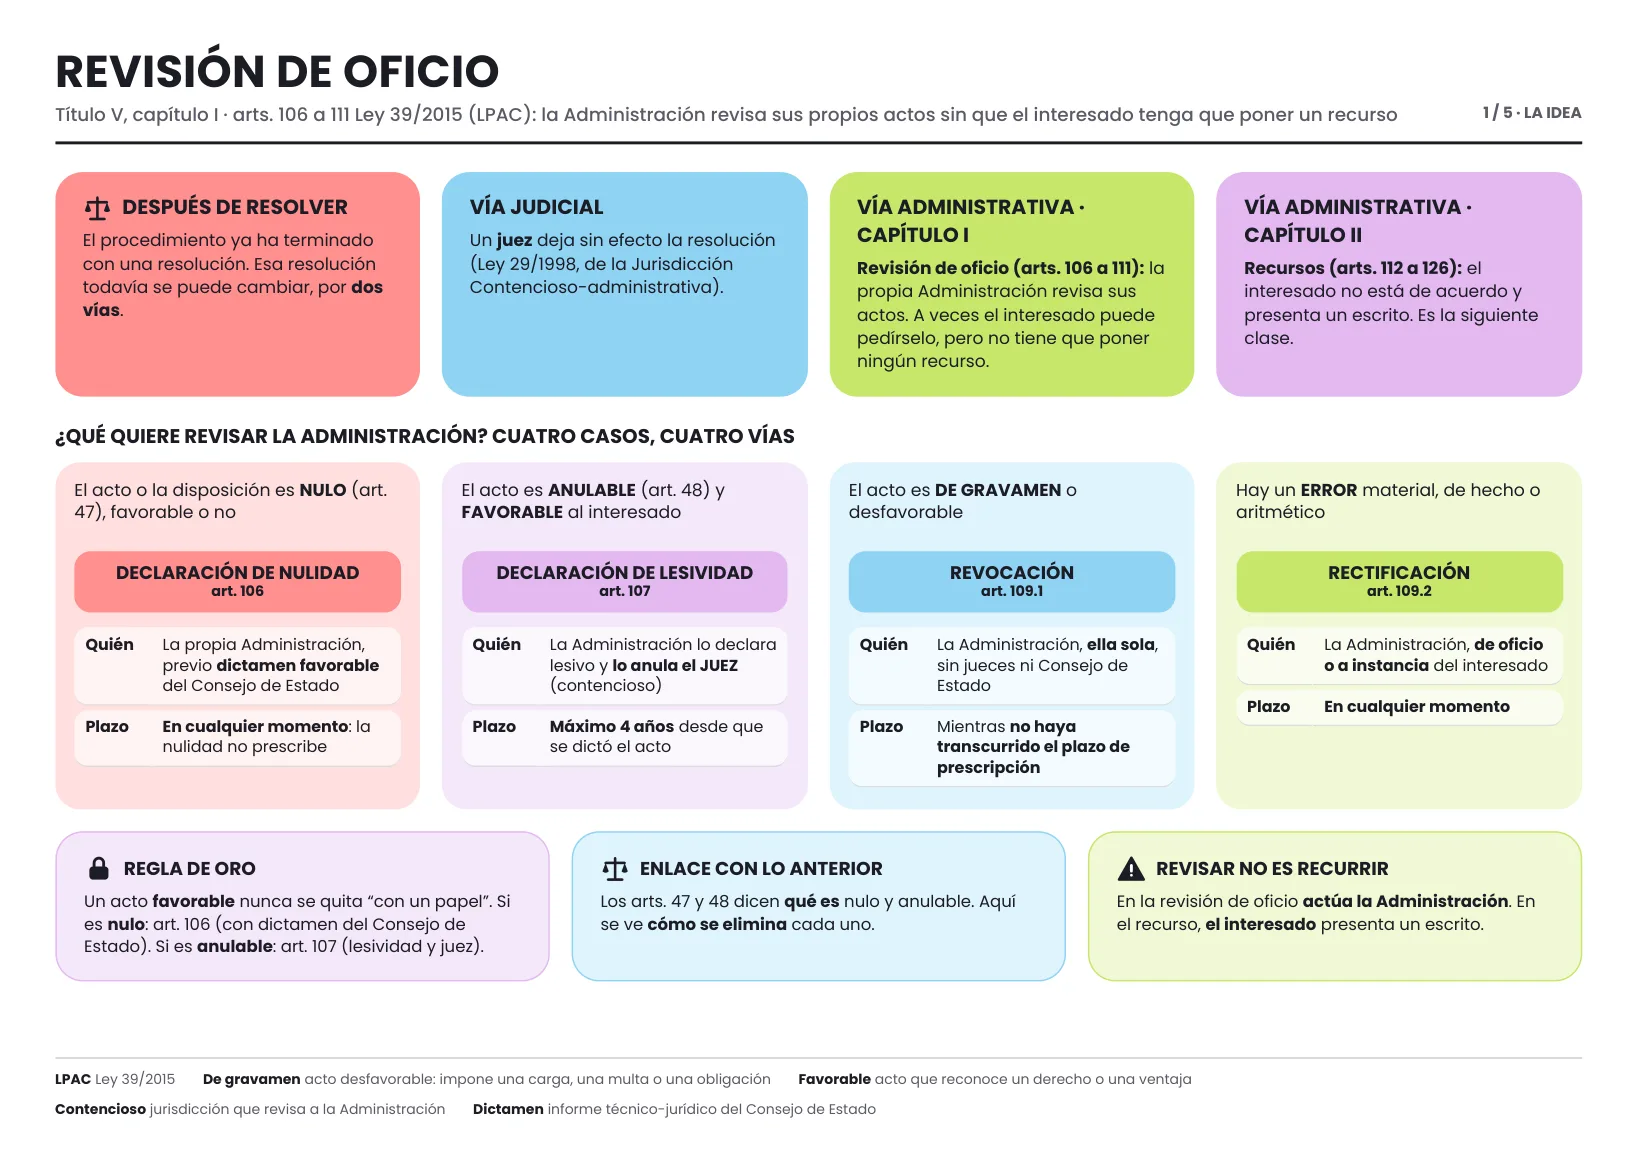 REVISIÓN DE OFICIO
Título V, capítulo I · arts. 106 a 111 Ley 39/2015 (LPAC): la Administración revisa sus propios actos sin que el interesado tenga que poner un recurso
1 / 5 · LA IDEA
DESPUÉS DE RESOLVER
El procedimiento ya ha terminado
con una resolución. Esa resolución
todavía se puede cambiar, por dos
vías.
VÍA JUDICIAL
Un juez deja sin efecto la resolución
(Ley 29/1998, de la Jurisdicción
Contencioso-administrativa).
VÍA ADMINISTRATIVA ·
CAPÍTULO I
Revisión de oficio (arts. 106 a 111): la
propia Administración revisa sus
actos. A veces el interesado puede
pedírselo, pero no tiene que poner
ningún recurso.
VÍA ADMINISTRATIVA ·
CAPÍTULO II
Recursos (arts. 112 a 126): el
interesado no está de acuerdo y
presenta un escrito. Es la siguiente
clase.
¿QUÉ QUIERE REVISAR LA ADMINISTRACIÓN? CUATRO CASOS, CUATRO VÍAS
El acto o la disposición es NULO (art.
47), favorable o no
DECLARACIÓN DE NULIDAD
art. 106
Quién
La propia Administración,
previo dictamen favorable
del Consejo de Estado
Plazo
En cualquier momento: la
nulidad no prescribe
El acto es ANULABLE (art. 48) y
FAVORABLE al interesado
DECLARACIÓN DE LESIVIDAD
art. 107
Quién
La Administración lo declara
lesivo y lo anula el JUEZ
(contencioso)
Plazo
Máximo 4 años desde que
se dictó el acto
El acto es DE GRAVAMEN o
desfavorable
REVOCACIÓN
art. 109.1
Quién
La Administración, ella sola,
sin jueces ni Consejo de
Estado
Plazo
Mientras no haya
transcurrido el plazo de
prescripción
Hay un ERROR material, de hecho o
aritmético
RECTIFICACIÓN
art. 109.2
Quién
La Administración, de oficio
o a instancia del interesado
Plazo
En cualquier momento
REGLA DE ORO
Un acto favorable nunca se quita “con un papel”. Si
es nulo: art. 106 (con dictamen del Consejo de
Estado). Si es anulable: art. 107 (lesividad y juez).
ENLACE CON LO ANTERIOR
Los arts. 47 y 48 dicen qué es nulo y anulable. Aquí
se ve cómo se elimina cada uno.
REVISAR NO ES RECURRIR
En la revisión de oficio actúa la Administración. En
el recurso, el interesado presenta un escrito.
LPAC Ley 39/2015 De gravamen acto desfavorable: impone una carga, una multa o una obligación Favorable acto que reconoce un derecho o una ventaja
Contencioso jurisdicción que revisa a la Administración Dictamen informe técnico-jurídico del Consejo de Estado